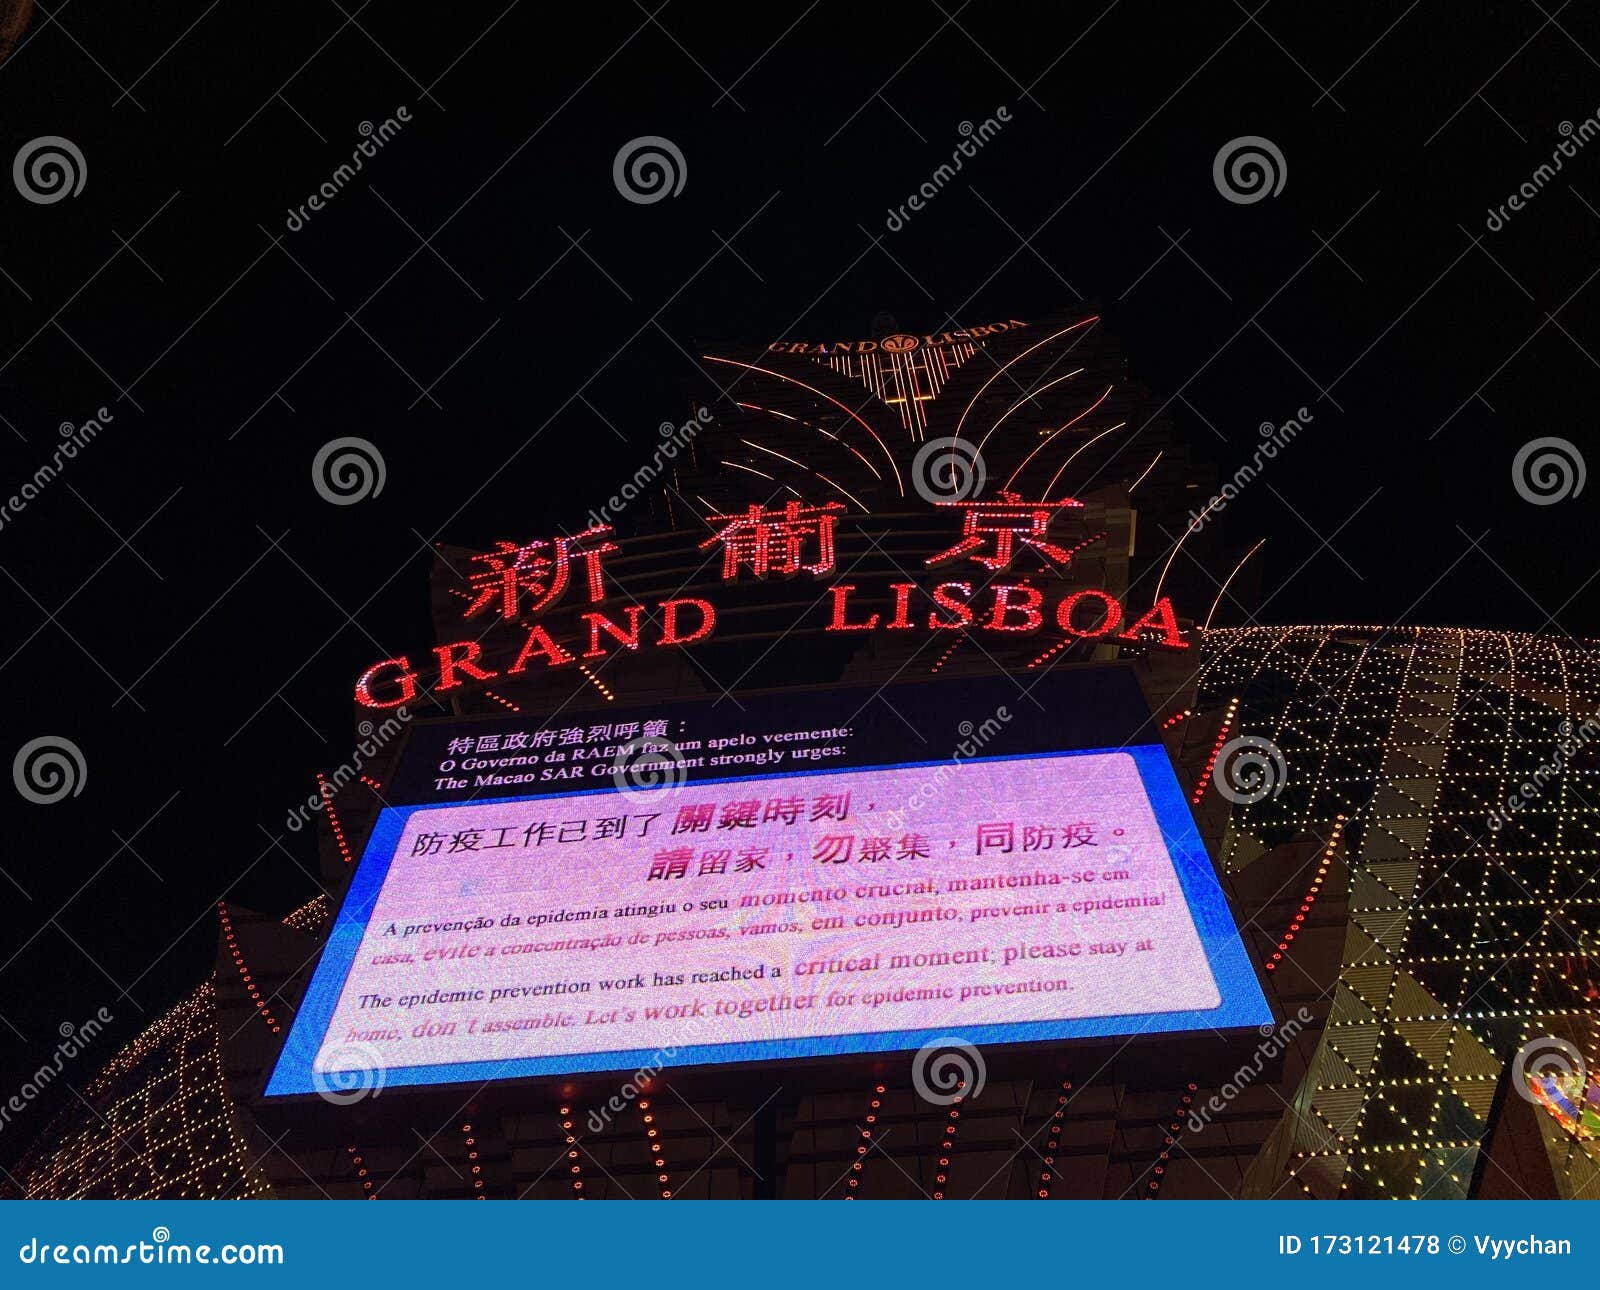 GRAND LISBOA
新葡京
GRAND LISBOA
特區政府強烈呼籲：
O Governo da RAEM faz um apelo veemente:
The Macao SAR Government strongly urges:
防疫工作已到了關鍵時刻，
請留家，勿聚集，同防疫。
A prevenção da epidemia atingiu o seu momento crucial, mantenha-se em
casa, evite a concentração de pessoas, vamos, em conjunto, prevenir a epidemia!
The epidemic prevention work has reached a critical moment, please stay at
home, don't assemble. Let's work together for epidemic prevention.
dreamstime.com
ID 173121478 © Vyychan